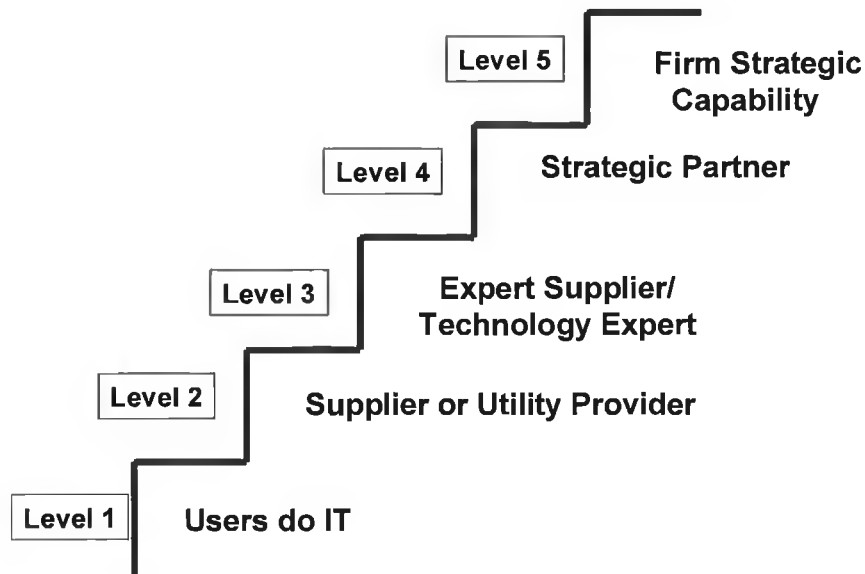 Level 5
Firm Strategic
Capability
Level 4
Strategic Partner
Level 3
Expert Supplier/
Technology Expert
Level 2
Supplier or Utility Provider
Level 1
Users do IT